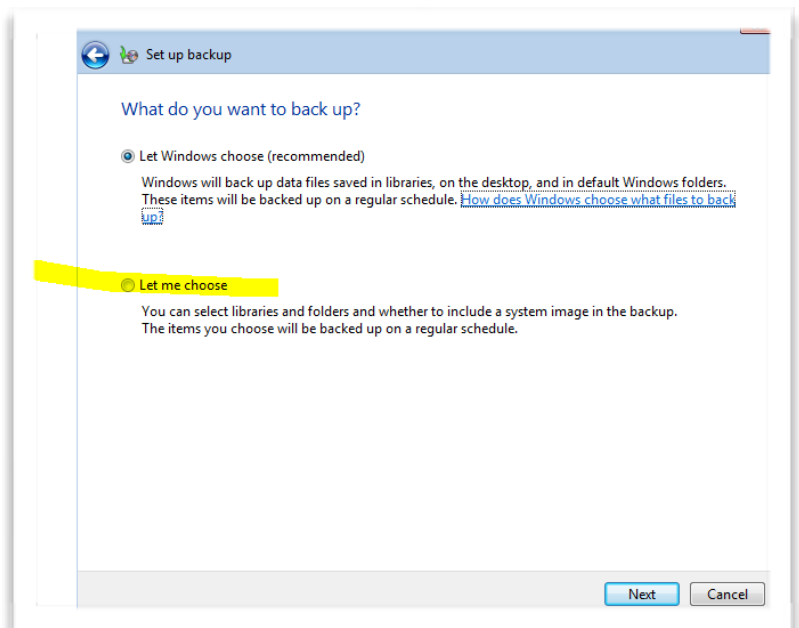 Set up backup
What do you want to back up?
Let Windows choose (recommended)
Windows will back up data files saved in libraries, on the desktop, and in default Windows folders.
These items will be backed up on a regular schedule. How does Windows choose what files to back
up?
Let me choose
You can select libraries and folders and whether to include a system image in the backup.
The items you choose will be backed up on a regular schedule.
Next Cancel